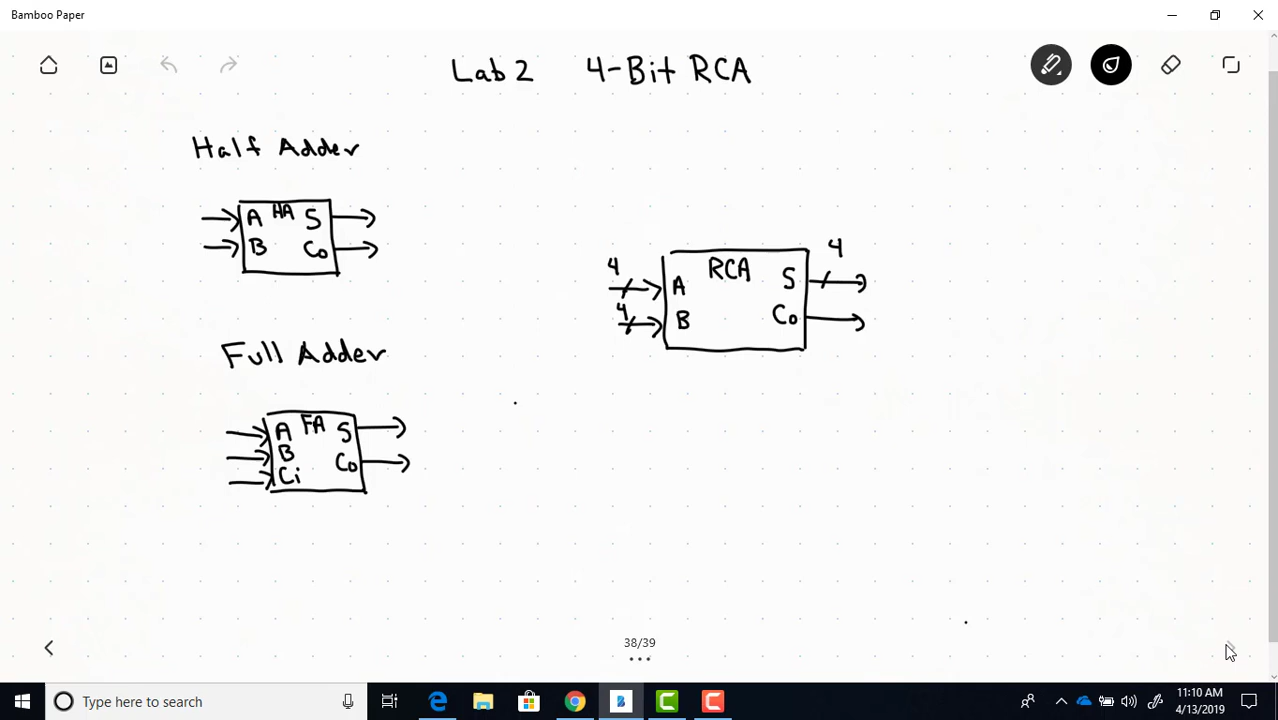 Bamboo Paper
Lab 2 4-Bit RCA
Half Adder
A HA S
B Co
4
4
RCA
A S
4
B Co
Full Adder
A FA S
B
Co
Ci
38/39
Type here to search
B
11:10 AM
4/13/2019